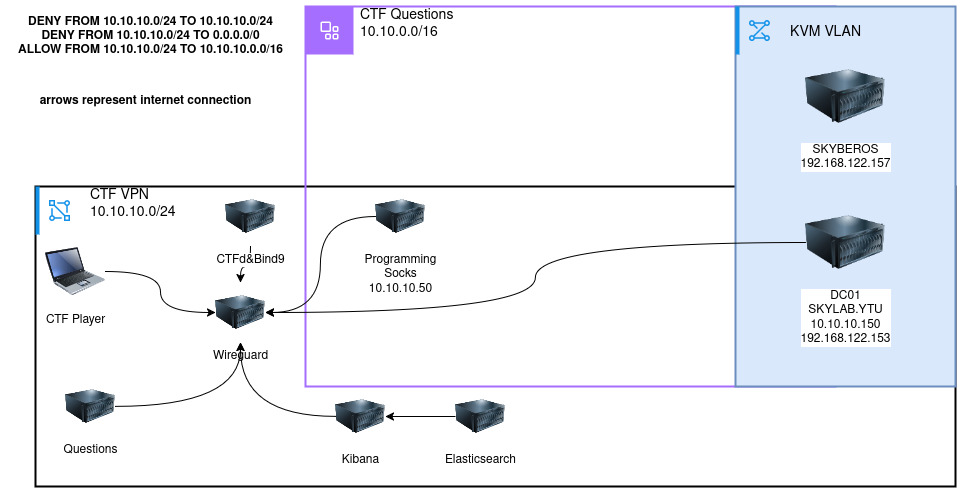 DENY FROM 10.10.10.0/24 TO 10.10.10.0/24
DENY FROM 10.10.10.0/24 TO 0.0.0.0/0
ALLOW FROM 10.10.10.0/24 TO 10.10.10.0.0/16
arrows represent internet connection
CTF Questions
10.10.0.0/16
KVM VLAN
SKYBEROS
192.168.122.157
CTF VPN
10.10.10.0/24
CTFd&Bind9
Programming
Socks
10.10.10.50
CTF Player
Wireguard
DC01
SKYLAB.YTU
10.10.10.150
192.168.122.153
Questions
Kibana
Elasticsearch